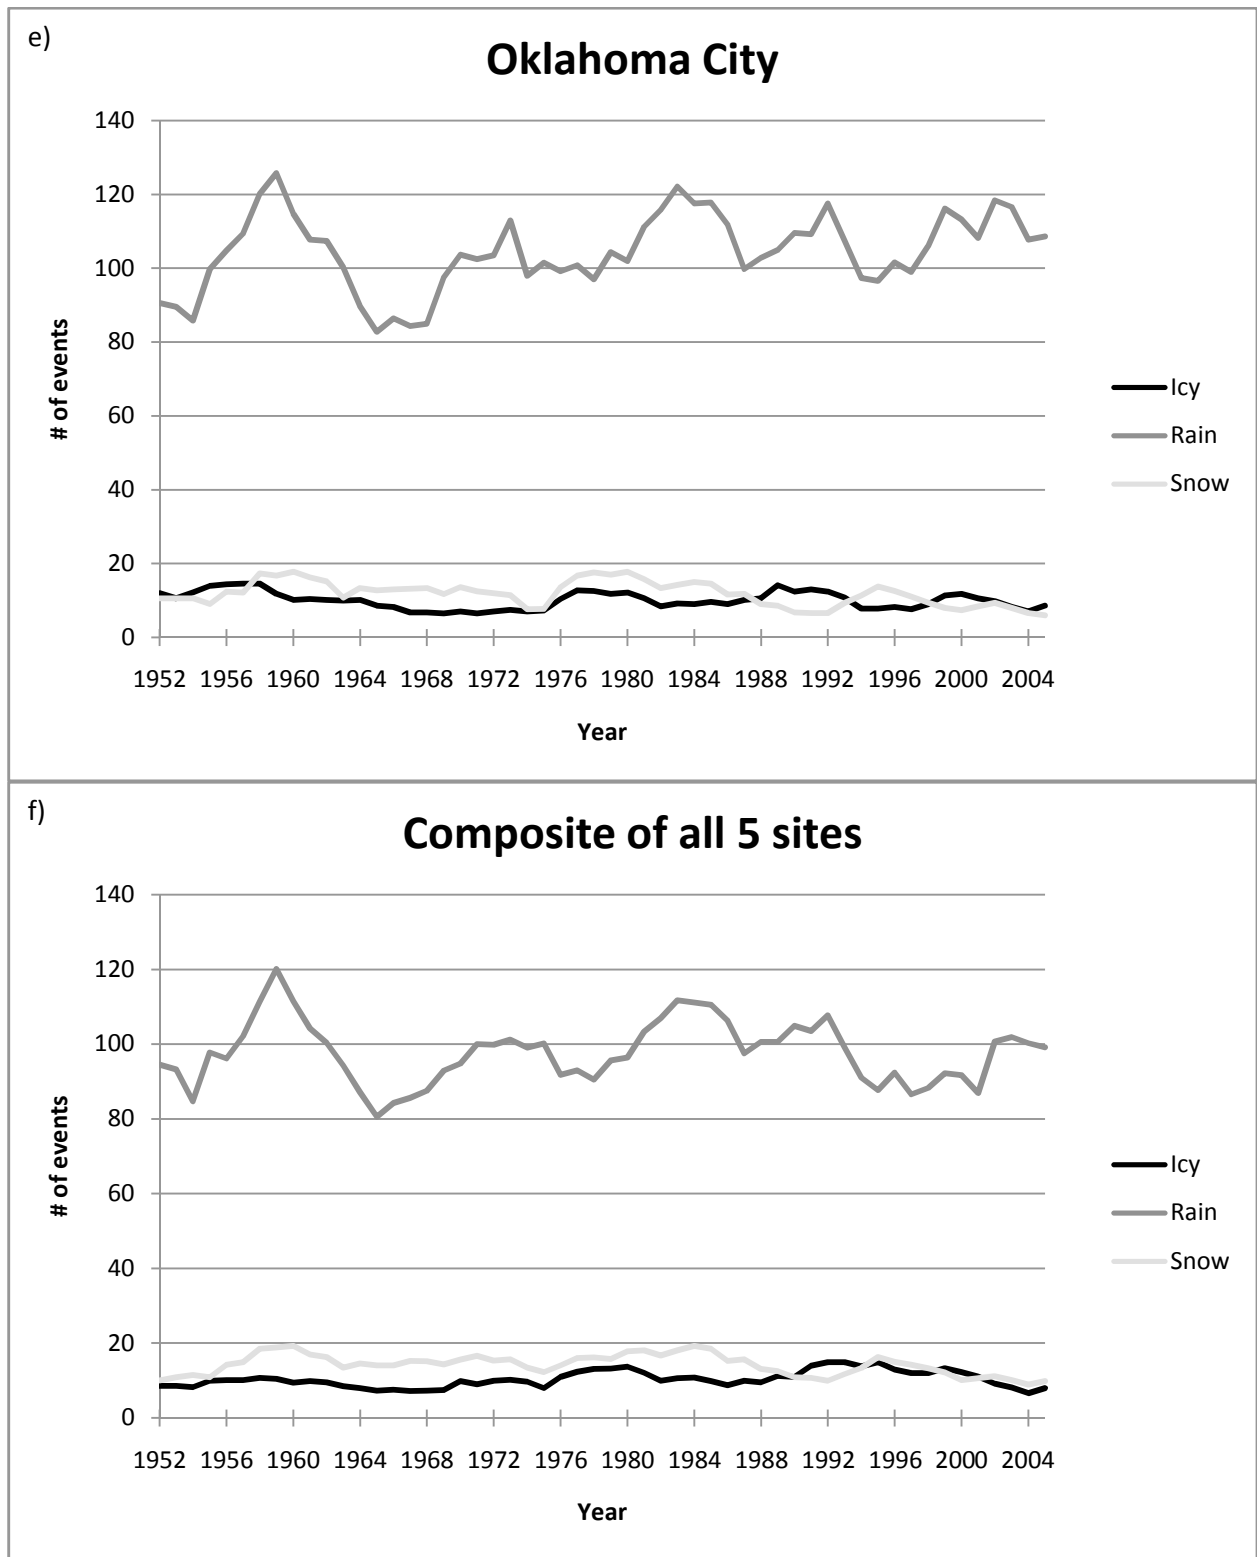 e)
Oklahoma City
140
120
100
80
60
40
20
0
# of events
Icy
Rain
Snow
1952 1956 1960 1964 1968 1972 1976 1980 1984 1988 1992 1996 2000 2004
Year
f)
Composite of all 5 sites
140
120
100
80
60
40
20
0
# of events
Icy
Rain
Snow
1952 1956 1960 1964 1968 1972 1976 1980 1984 1988 1992 1996 2000 2004
Year